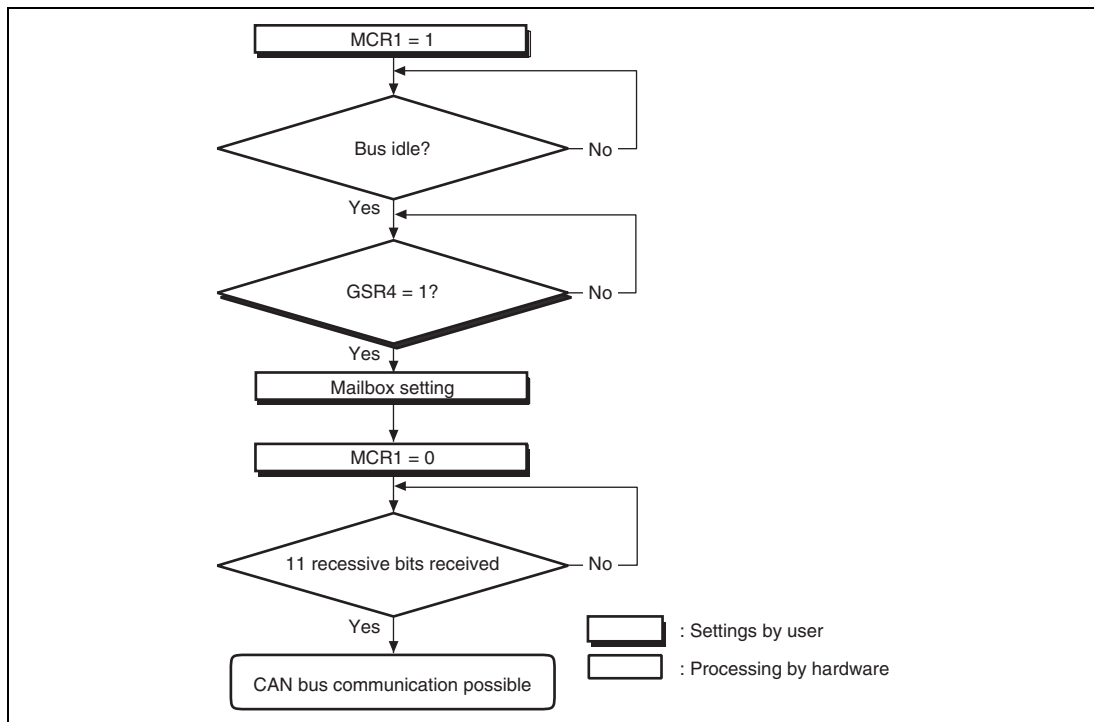 MCR1 = 1
Bus idle?
No
Yes
GSR4 = 1?
No
Yes
Mailbox setting
MCR1 = 0
11 recessive bits received
No
Yes
CAN bus communication possible
: Settings by user
: Processing by hardware